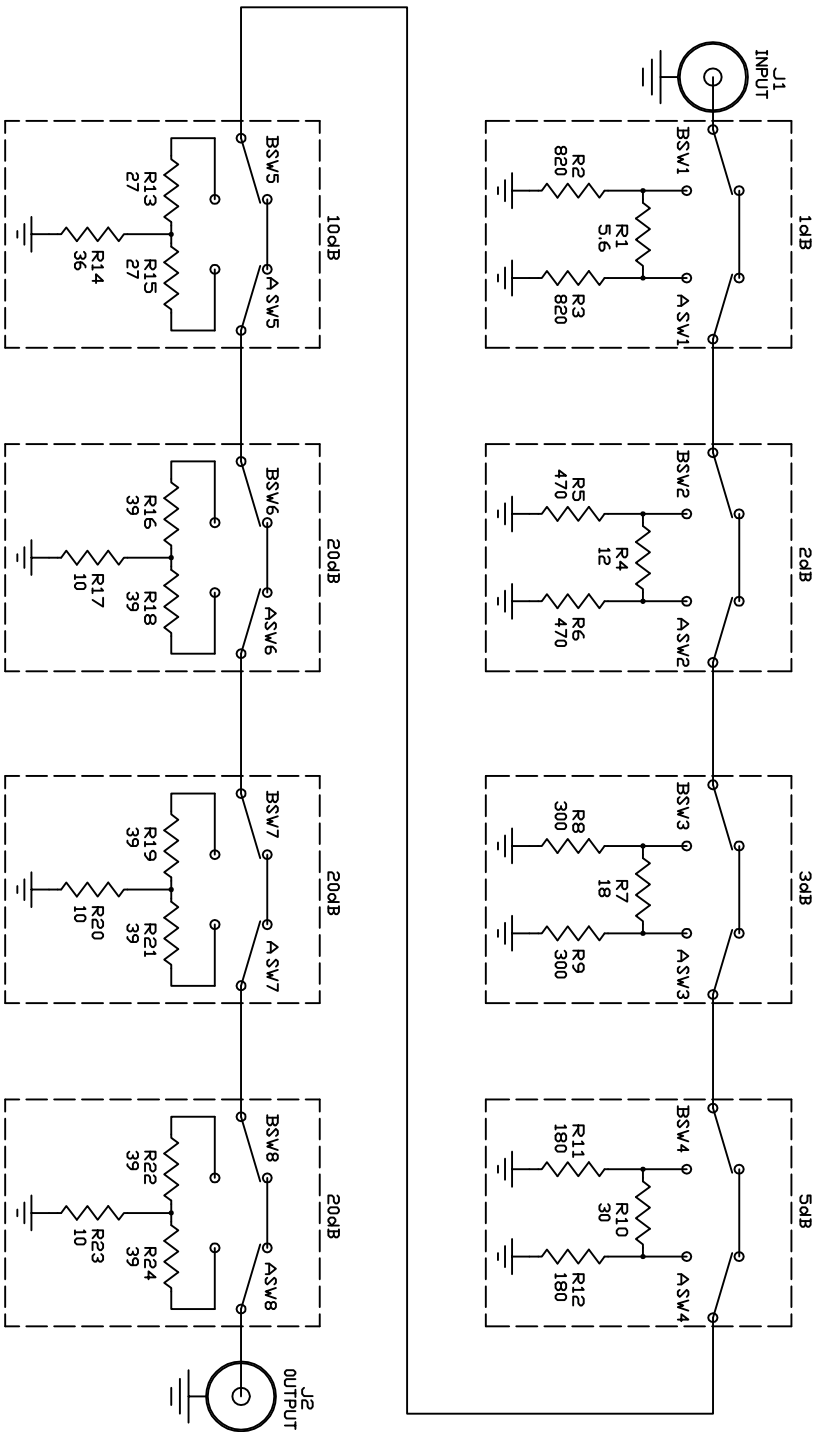 J1
INPUT
1dB
BSW1
ASW1
R1
5.6
R2
820
R3
820
2dB
BSW2
ASW2
R4
12
R5
470
R6
470
3dB
BSW3
ASW3
R7
18
R8
300
R9
300
5dB
BSW4
ASW4
R10
30
R11
180
R12
180
10dB
BSW5
ASW5
R13
27
R15
27
R14
36
20dB
BSW6
ASW6
R16
39
R18
39
R17
10
20dB
BSW7
ASW7
R19
39
R21
39
R20
10
20dB
BSW8
ASW8
R22
39
R24
39
R23
10
J2
OUTPUT